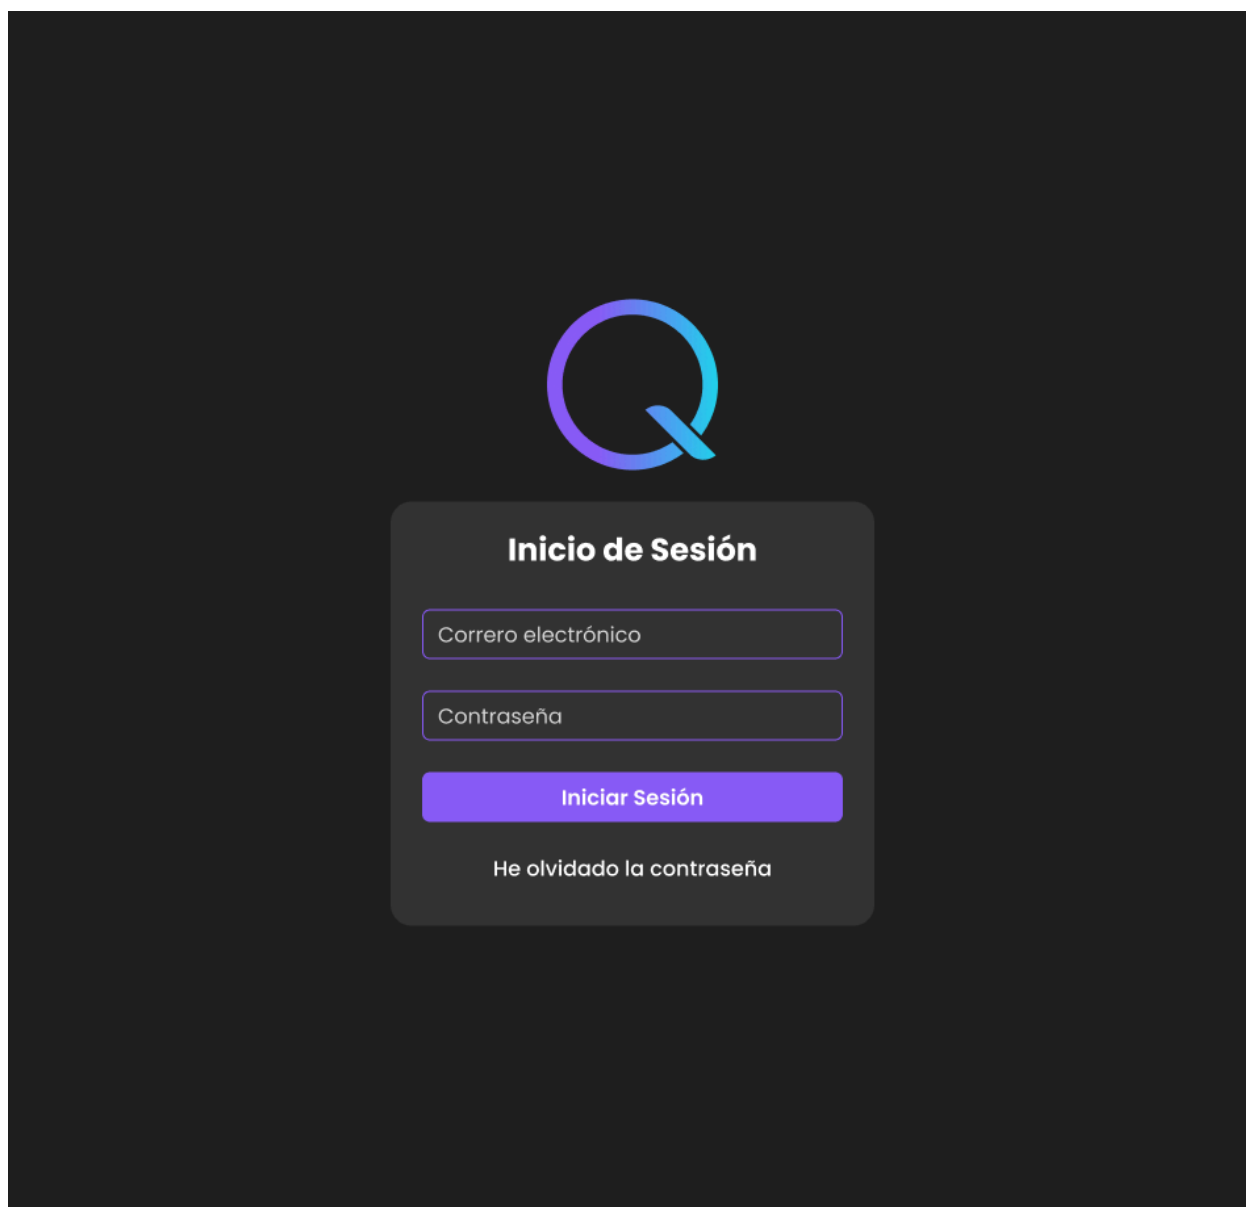 Inicio de Sesión
Correro electrónico
Contraseña
Iniciar Sesión
He olvidado la contraseña